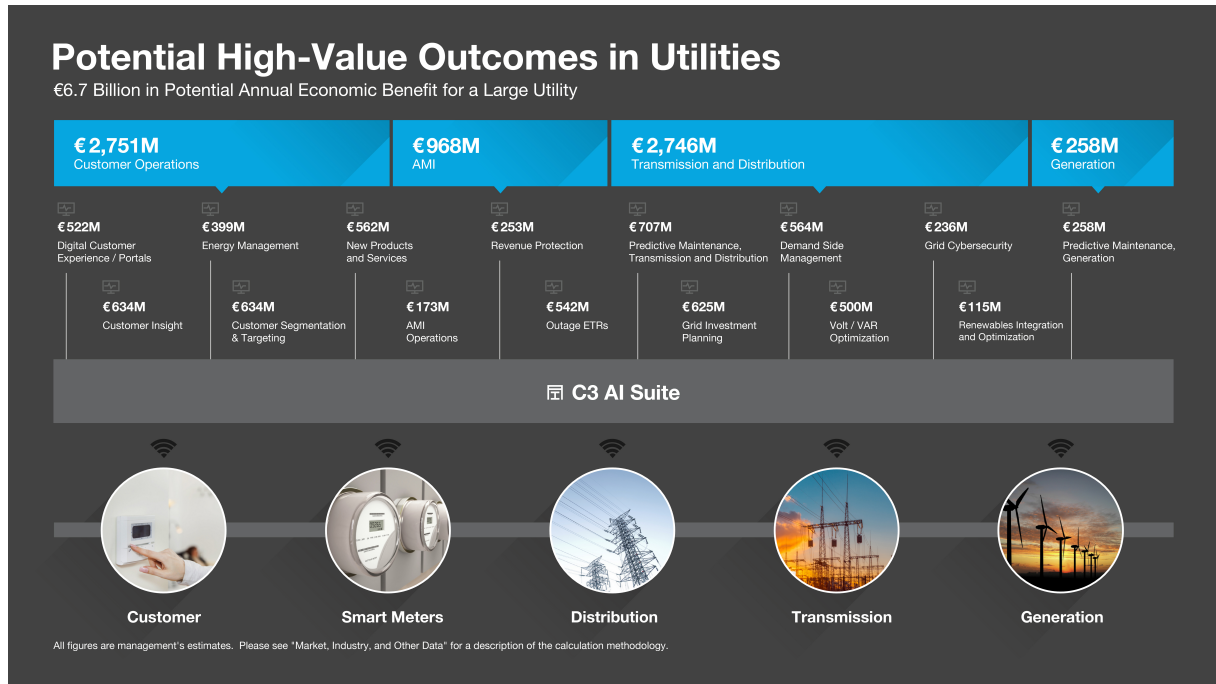 Potential High-Value Outcomes in Utilities
€6.7 Billion in Potential Annual Economic Benefit for a Large Utility
€2,751M
Customer Operations
€968M
AMI
€2,746M
Transmission and Distribution
€258M
Generation
€522M
Digital Customer
Experience / Portals
€399M
Energy Management
€562M
New Products
and Services
€253M
Revenue Protection
€707M
Predictive Maintenance,
Transmission and Distribution
€564M
Demand Side
Management
€236M
Grid Cybersecurity
€258M
Predictive Maintenance,
Generation
€634M
Customer Insight
€634M
Customer Segmentation
& Targeting
€173M
AMI
Operations
€542M
Outage ETRs
€625M
Grid Investment
Planning
€500M
Volt / VAR
Optimization
€115M
Renewables Integration
and Optimization
C3 AI Suite
Customer
Smart Meters
Distribution
Transmission
Generation
All figures are management's estimates.  Please see "Market, Industry, and Other Data" for a description of the calculation methodology.